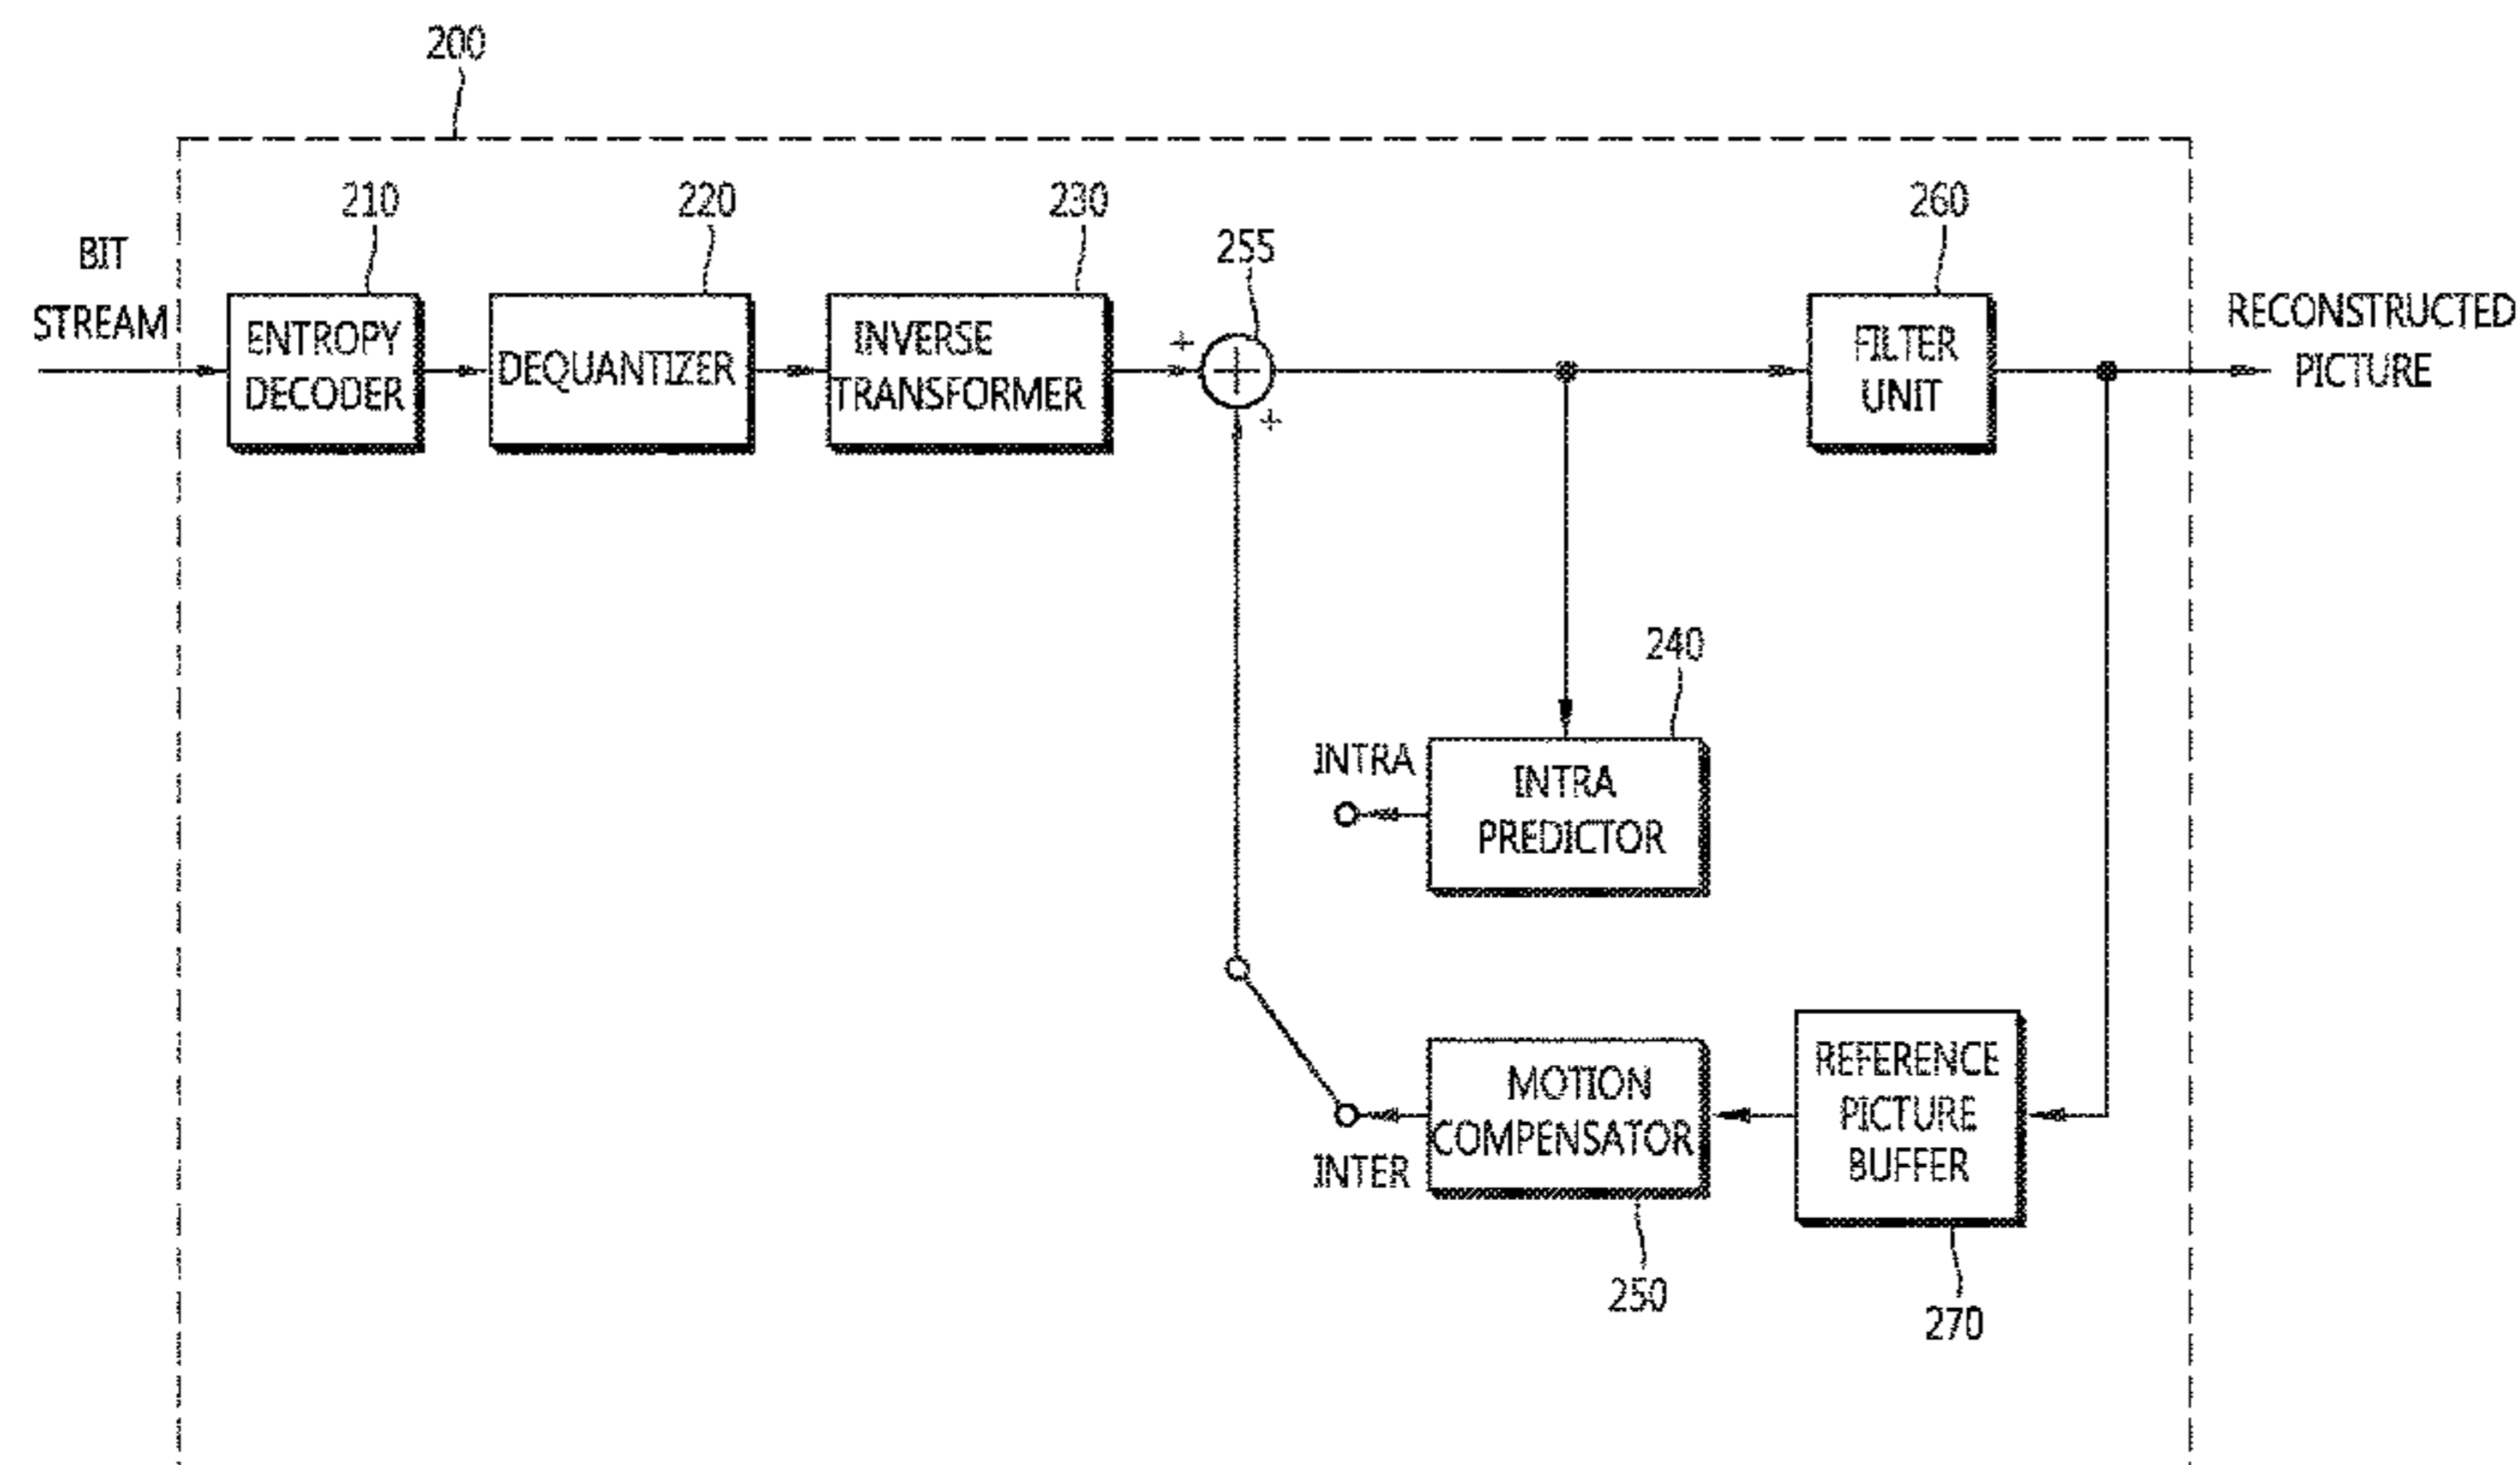 200
210
220
230
255
260
BIT
STREAM
ENTROPY
DECODER
DEQUANTIZER
INVERSE
TRANSFORMER
+
+
FILTER
UNIT
RECONSTRUCTED
PICTURE
240
INTRA
INTRA
PREDICTOR
MOTION
COMPENSATOR
INTER
250
REFERENCE
PICTURE
BUFFER
270